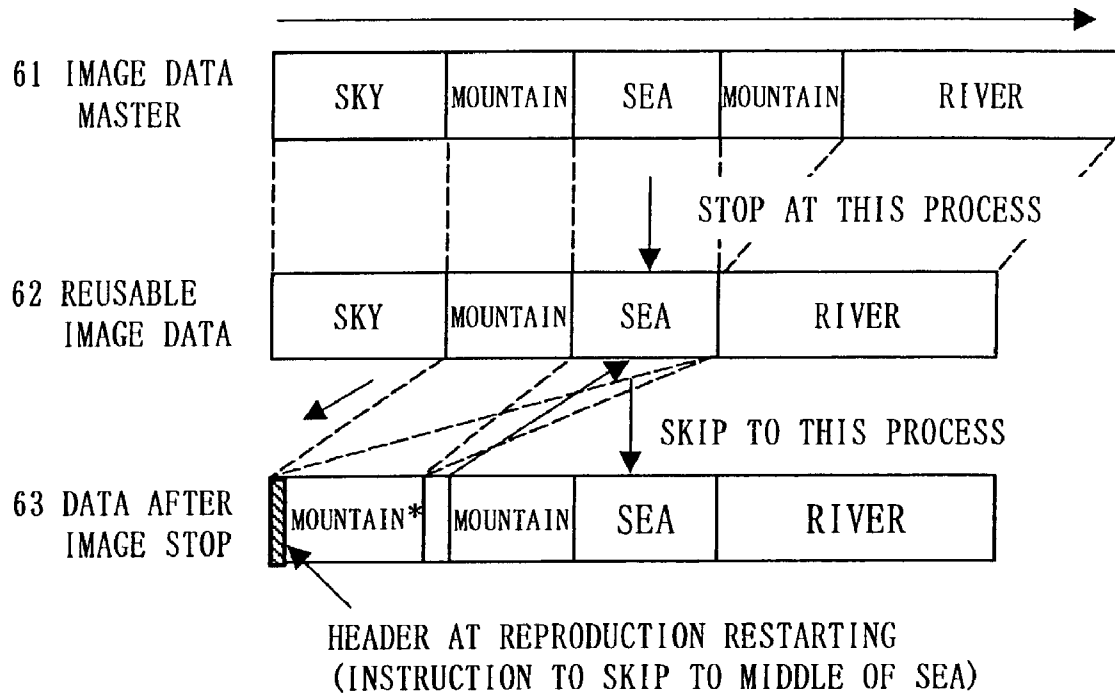 61 IMAGE DATA
MASTER
SKY MOUNTAIN SEA MOUNTAIN RIVER
STOP AT THIS PROCESS
62 REUSABLE
IMAGE DATA
SKY MOUNTAIN SEA RIVER
SKIP TO THIS PROCESS
63 DATA AFTER
IMAGE STOP
MOUNTAIN* MOUNTAIN SEA RIVER
HEADER AT REPRODUCTION RESTARTING
(INSTRUCTION TO SKIP TO MIDDLE OF SEA)